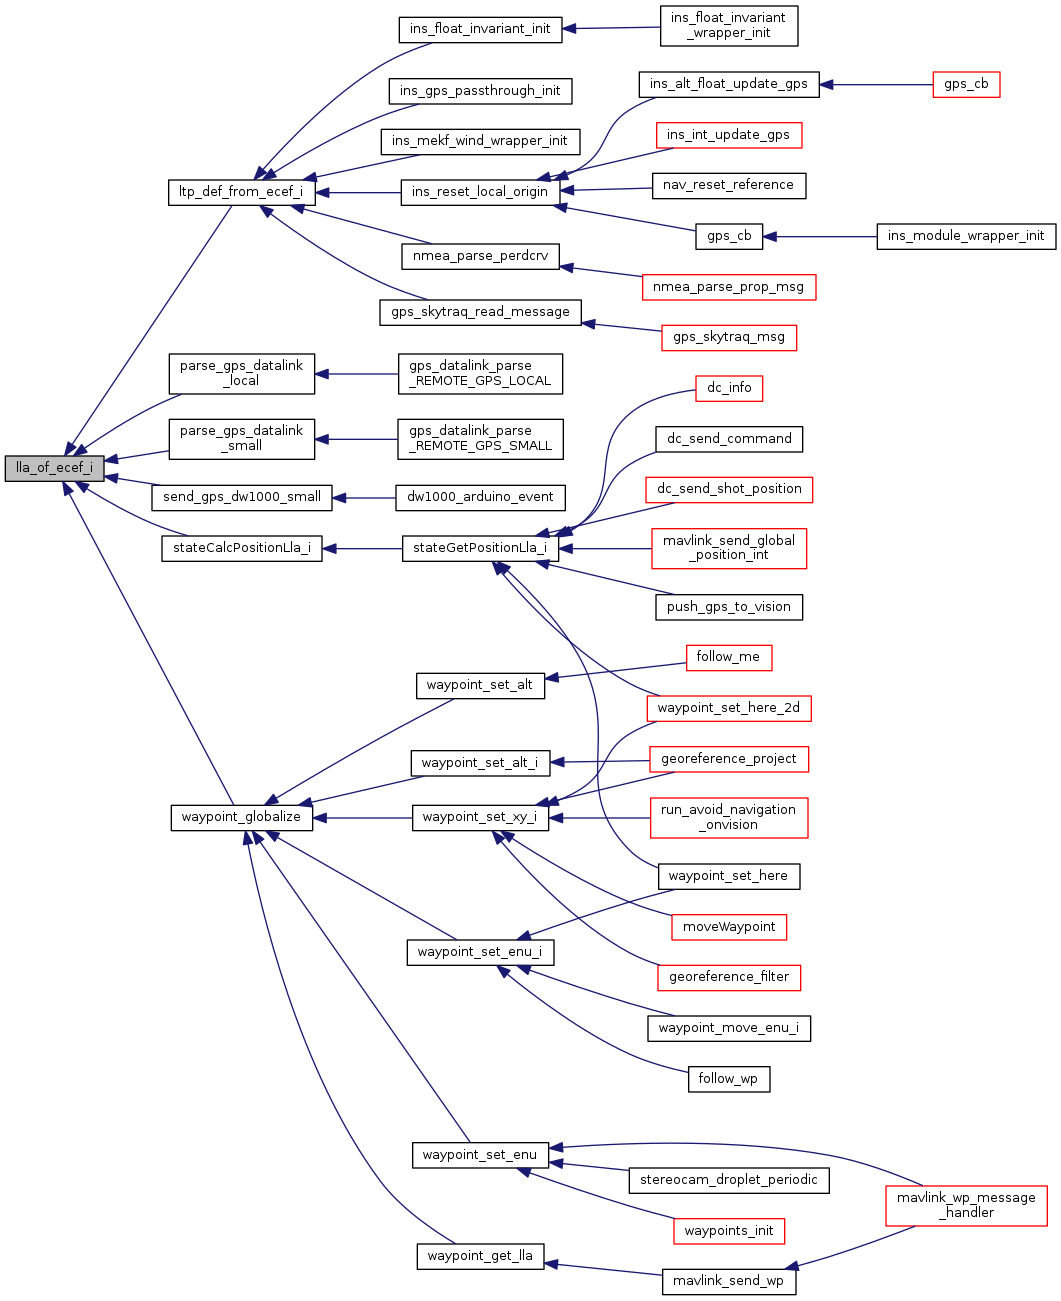 ins_float_invariant_init
ins_float_invariant
_wrapper_init
ins_gps_passthrough_init
ins_alt_float_update_gps
gps_cb
ins_mekf_wind_wrapper_init
ins_int_update_gps
ltp_def_from_ecef_i
ins_reset_local_origin
nav_reset_reference
gps_cb
ins_module_wrapper_init
nmea_parse_perdcrv
nmea_parse_prop_msg
gps_skytraq_read_message
gps_skytraq_msg
parse_gps_datalink
_local
gps_datalink_parse
_REMOTE_GPS_LOCAL
dc_info
parse_gps_datalink
_small
gps_datalink_parse
_REMOTE_GPS_SMALL
dc_send_command
lla_of_ecef_i
send_gps_dw1000_small
dw1000_arduino_event
dc_send_shot_position
stateCalcPositionLla_i
stateGetPositionLla_i
mavlink_send_global
_position_int
push_gps_to_vision
waypoint_set_alt
follow_me
waypoint_set_here_2d
waypoint_set_alt_i
georeference_project
waypoint_globalize
waypoint_set_xy_i
run_avoid_navigation
_onvision
waypoint_set_here
moveWaypoint
waypoint_set_enu_i
georeference_filter
waypoint_move_enu_i
follow_wp
waypoint_set_enu
stereocam_droplet_periodic
mavlink_wp_message
_handler
waypoints_init
waypoint_get_lla
mavlink_send_wp